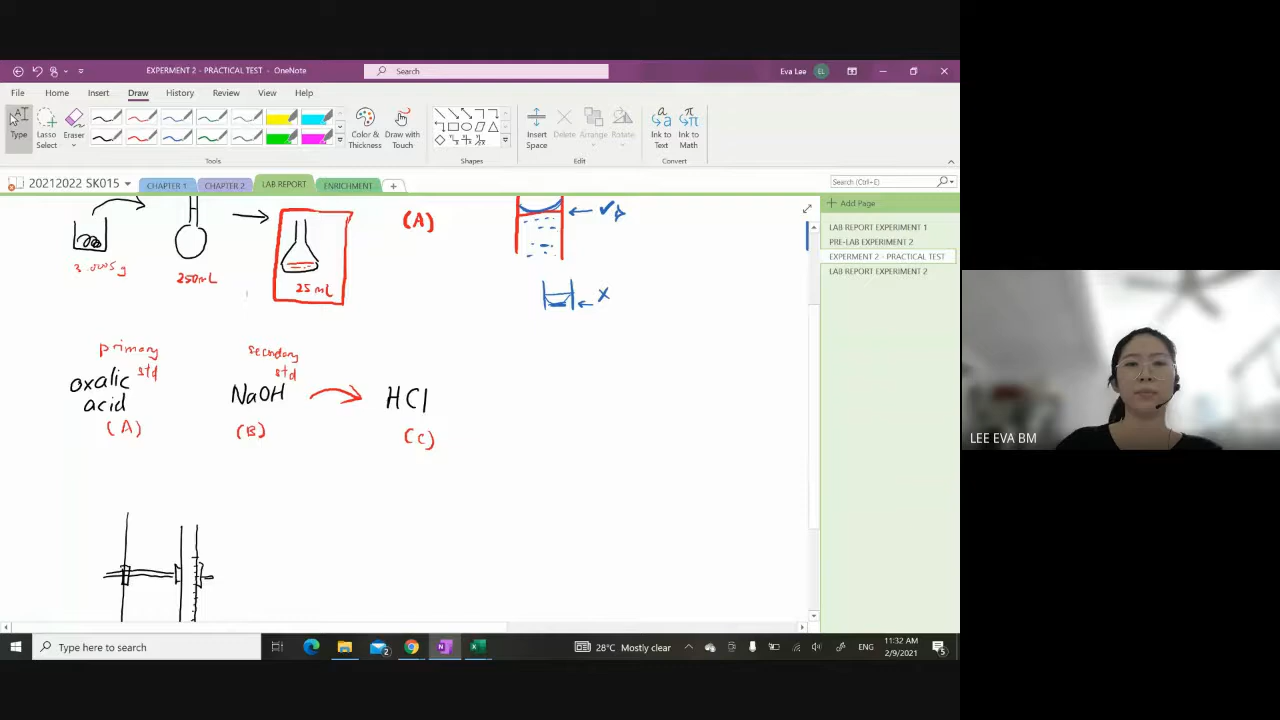 EXPERMENT 2 - PRACTICAL TEST - OneNote
Search
Eva Lee
EL
File
Home
Insert
Draw
History
Review
View
Help
Type
Lasso
Select
Eraser
Color &
Thickness
Draw with
Touch
Insert
Space
Delete
Arrange
Rotate
Ink to
Text
Ink to
Math
Tools
Shapes
Edit
Convert
20212022 SK015
CHAPTER 1
CHAPTER 2
LAB REPORT
ENRICHMENT
Search (Ctrl+E)
Add Page
LAB REPORT EXPERIMENT 1
PRE-LAB EXPERIMENT 2
EXPERMENT 2 - PRACTICAL TEST
LAB REPORT EXPERIMENT 2
(A)
250mL
25 mL
primary
std
oxalic
acid
(A)
secondary
std
NaOH
(B)
HCl
(C)
LEE EVA BM
Type here to search
28°C Mostly clear
ENG
11:32 AM
2/9/2021